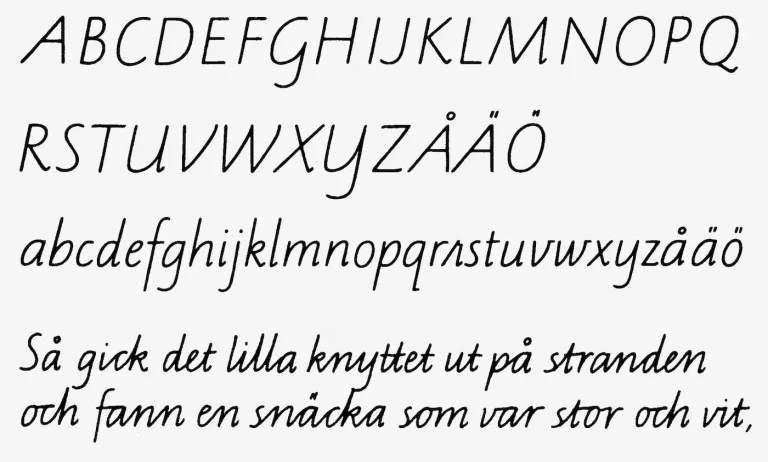 ABCDEFGHIJKLMNOPQ
RSTUVWXYZÅÄÖ
abcdefghijklmnopqrrstuvwxyzåäö
Så gick det lilla knyttet ut på stranden
och fann en snäcka som var stor och vit,